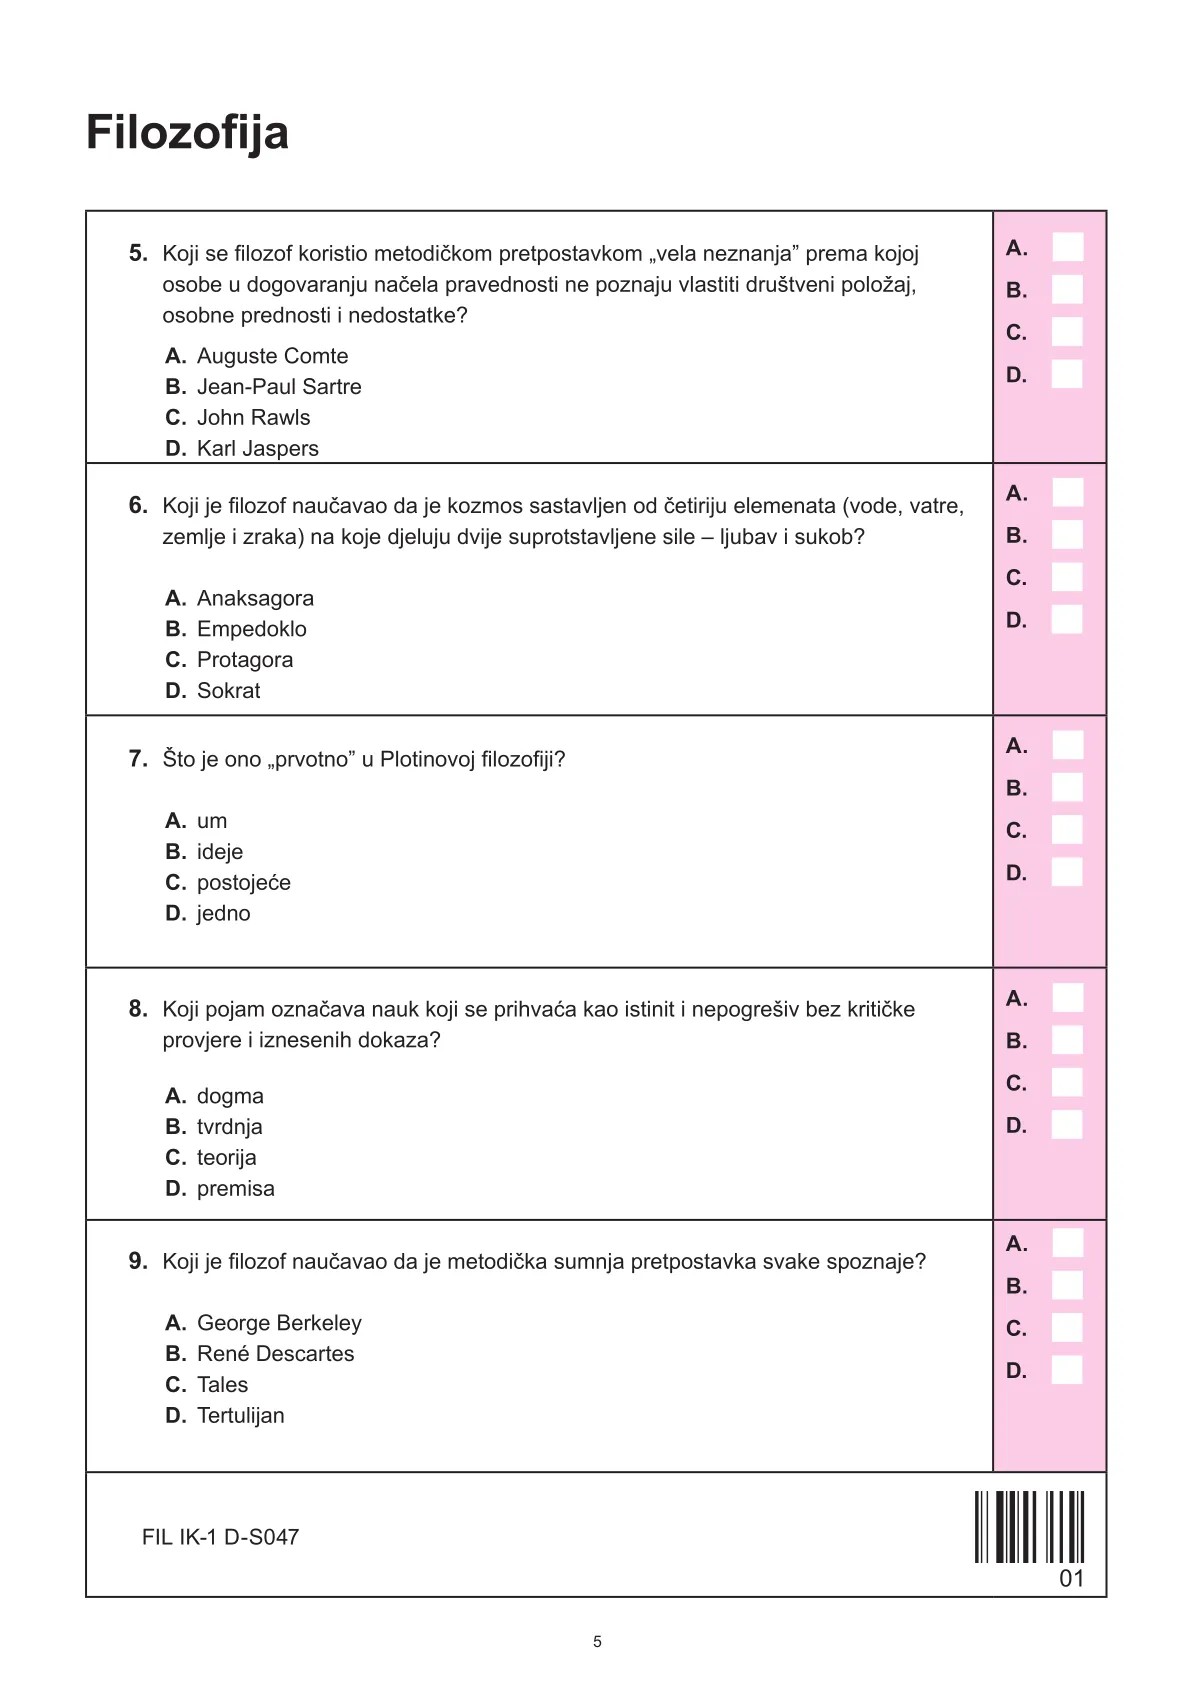 Filozofija
5. Koji se filozof koristio metodičkom pretpostavkom „vela neznanja” prema kojoj
osobe u dogovaranju načela pravednosti ne poznaju vlastiti društveni položaj,
osobne prednosti i nedostatke?
A. Auguste Comte
B. Jean-Paul Sartre
C. John Rawls
D. Karl Jaspers
A.
B.
C.
D.
6. Koji je filozof naučavao da je kozmos sastavljen od četiriju elemenata (vode, vatre,
zemlje i zraka) na koje djeluju dvije suprotstavljene sile – ljubav i sukob?
A. Anaksagora
B. Empedoklo
C. Protagora
D. Sokrat
A.
B.
C.
D.
7. Što je ono „prvotno” u Plotinovoj filozofiji?
A. um
B. ideje
C. postojeće
D. jedno
A.
B.
C.
D.
8. Koji pojam označava nauk koji se prihvaća kao istinit i nepogrešiv bez kritičke
provjere i iznesenih dokaza?
A. dogma
B. tvrdnja
C. teorija
D. premisa
A.
B.
C.
D.
9. Koji je filozof naučavao da je metodička sumnja pretpostavka svake spoznaje?
A. George Berkeley
B. René Descartes
C. Tales
D. Tertulijan
A.
B.
C.
D.
FIL IK-1 D-S047
01
5